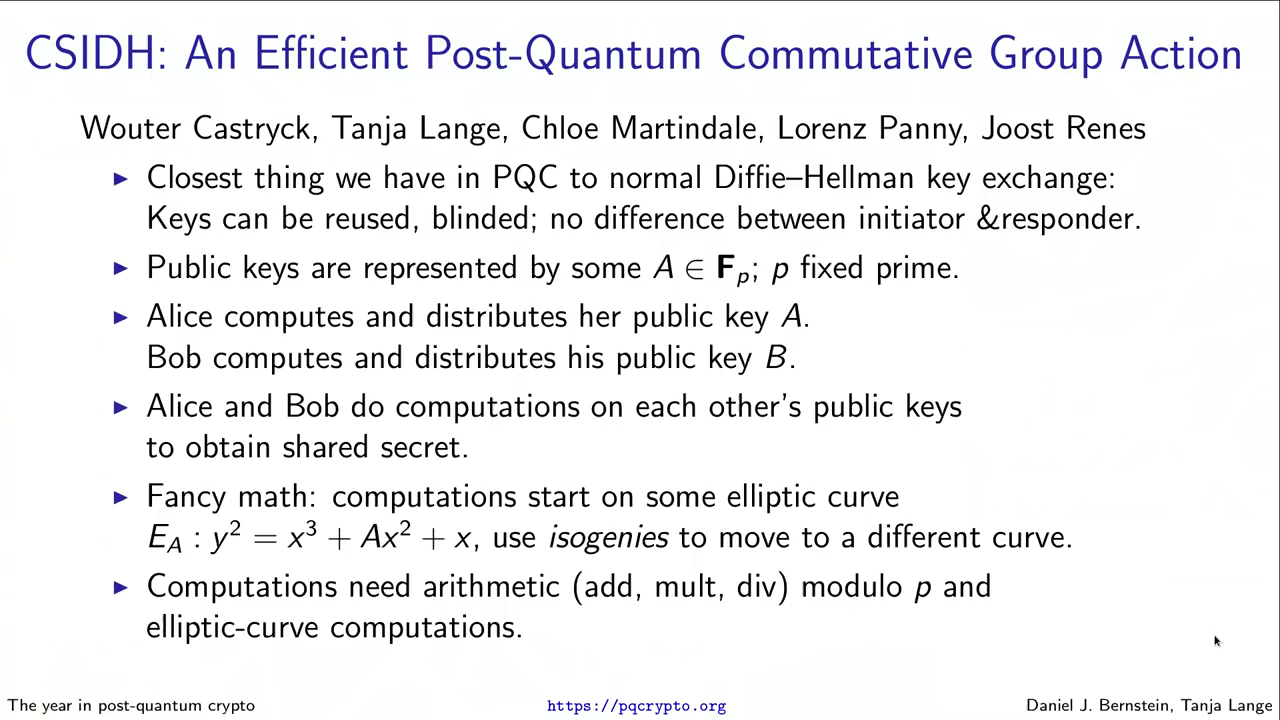 CSIDH: An Efficient Post-Quantum Commutative Group Action
Wouter Castryck, Tanja Lange, Chloe Martindale, Lorenz Panny, Joost Renes
▶ Closest thing we have in PQC to normal Diffie–Hellman key exchange:
Keys can be reused, blinded; no difference between initiator &responder.
▶ Public keys are represented by some A ∈ F_p; p fixed prime.
▶ Alice computes and distributes her public key A.
Bob computes and distributes his public key B.
▶ Alice and Bob do computations on each other's public keys
to obtain shared secret.
▶ Fancy math: computations start on some elliptic curve
E_A : y² = x³ + Ax² + x, use isogenies to move to a different curve.
▶ Computations need arithmetic (add, mult, div) modulo p and
elliptic-curve computations.
The year in post-quantum crypto
https://pqcrypto.org
Daniel J. Bernstein, Tanja Lange